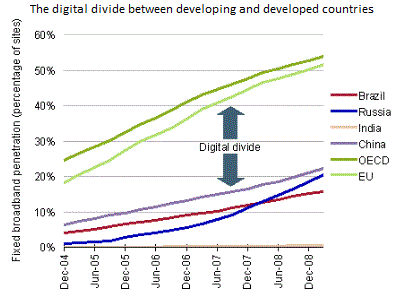 The digital divide between developing and developed countries
Fixed broadband penetration (percentage of sites)
60%
50%
40%
30%
20%
10%
0%
Digital divide
Brazil
Russia
India
China
OECD
EU
Dec-04
Jun-05
Dec-05
Jun-06
Dec-06
Jun-07
Dec-07
Jun-08
Dec-08